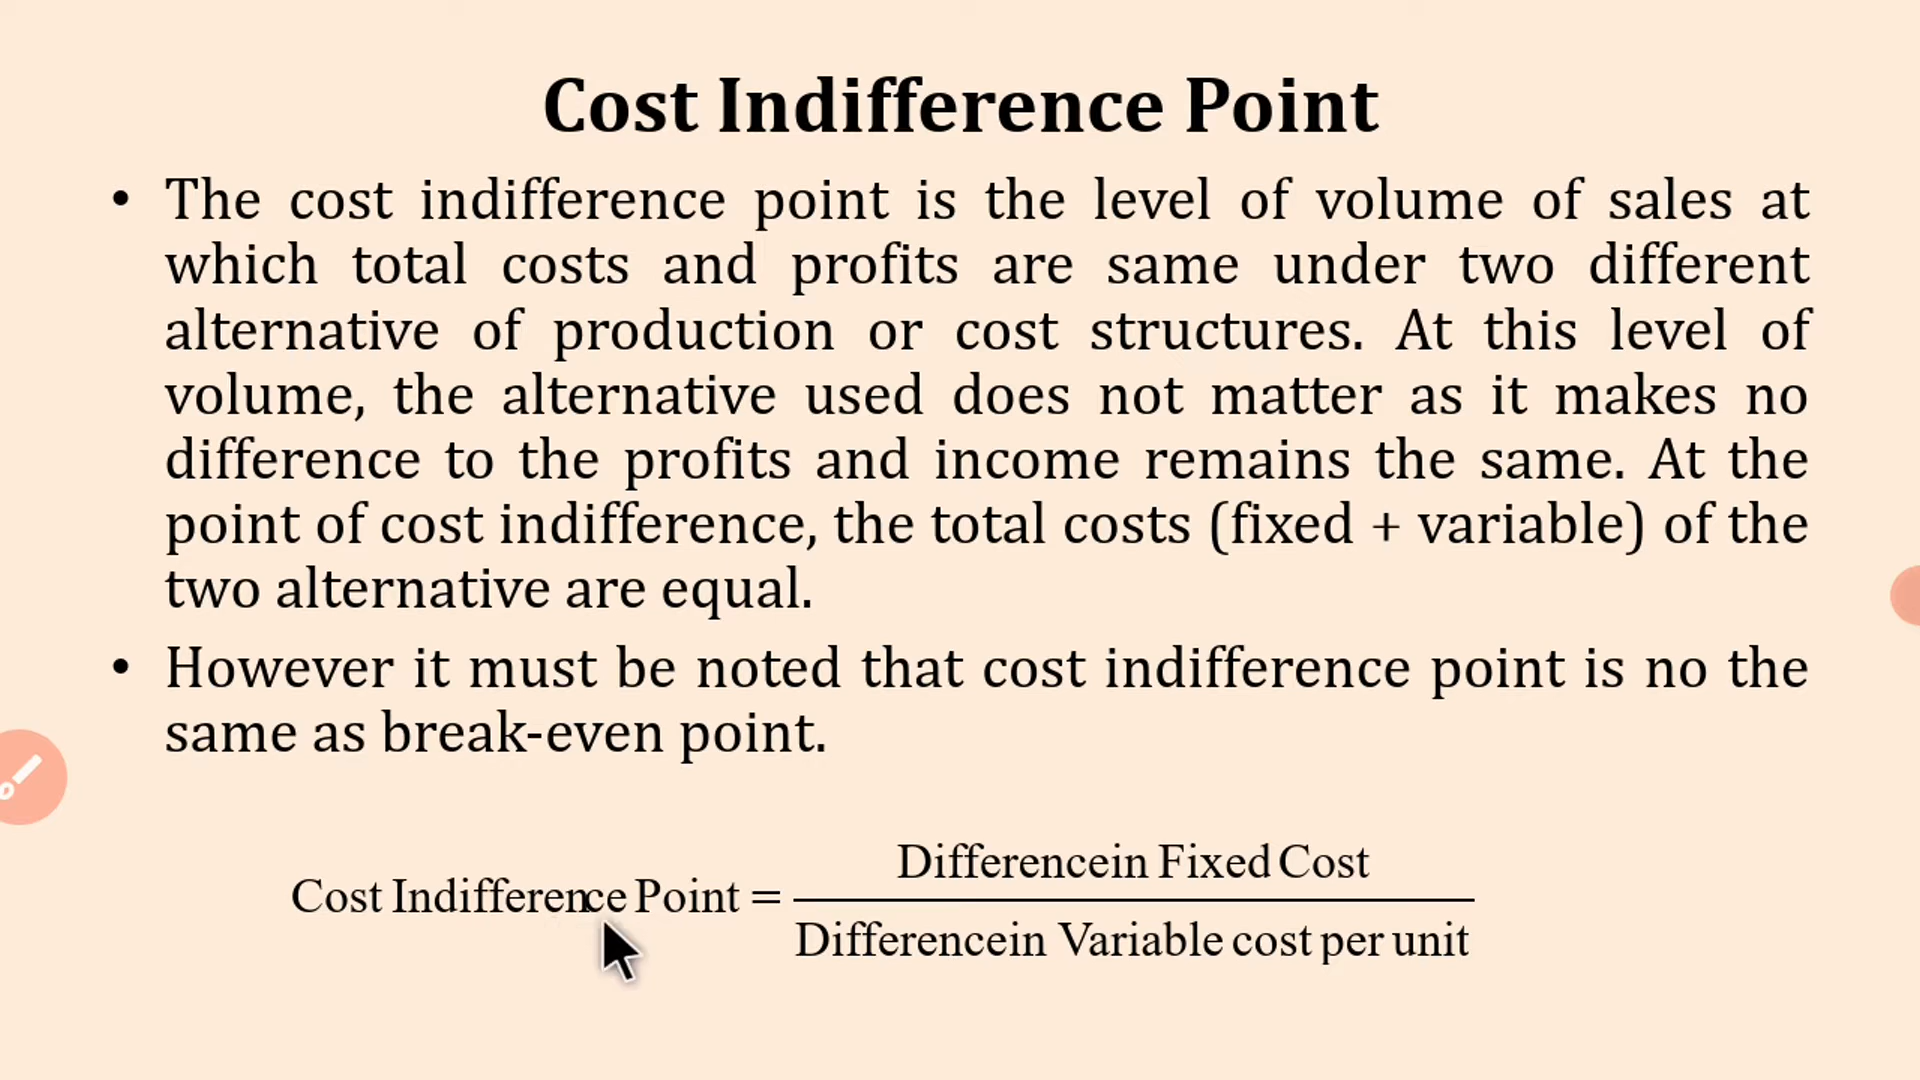 Cost Indifference Point
• The cost indifference point is the level of volume of sales at
which total costs and profits are same under two different
alternative of production or cost structures. At this level of
volume, the alternative used does not matter as it makes no
difference to the profits and income remains the same. At the
point of cost indifference, the total costs (fixed + variable) of the
two alternative are equal.
• However it must be noted that cost indifference point is no the
same as break-even point.
Differencein Fixed Cost
Cost Indifference Point =
Differencein Variable cost per unit